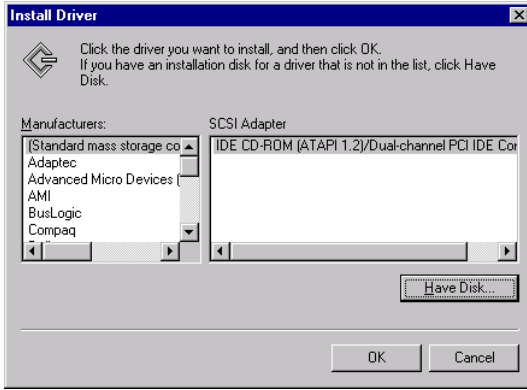 Install Driver
Click the driver you want to install, and then click OK.
If you have an installation disk for a driver that is not in the list, click Have
Disk.
Manufacturers:
SCSI Adapter
(Standard mass storage co
Adaptec
Advanced Micro Devices (
AMI
BusLogic
Compaq
IDE CD-ROM (ATAPI 1.2)/Dual-channel PCI IDE Con
Have Disk...
OK
Cancel